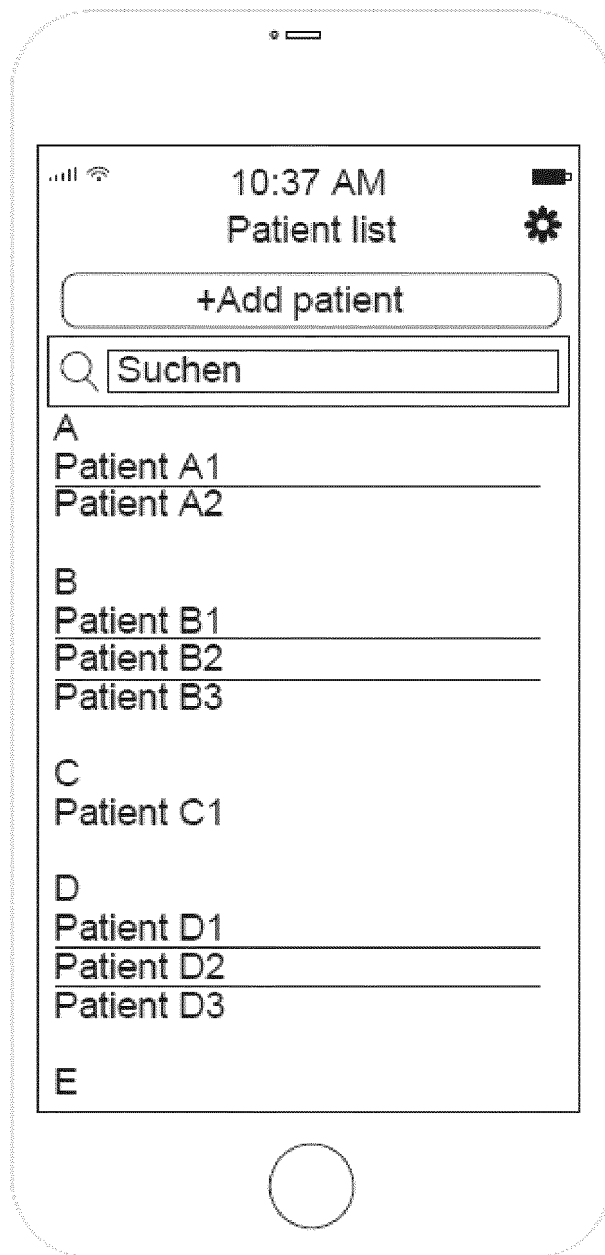 10:37 AM
Patient list
+Add patient
Suchen
A
Patient A1
Patient A2
B
Patient B1
Patient B2
Patient B3
C
Patient C1
D
Patient D1
Patient D2
Patient D3
E